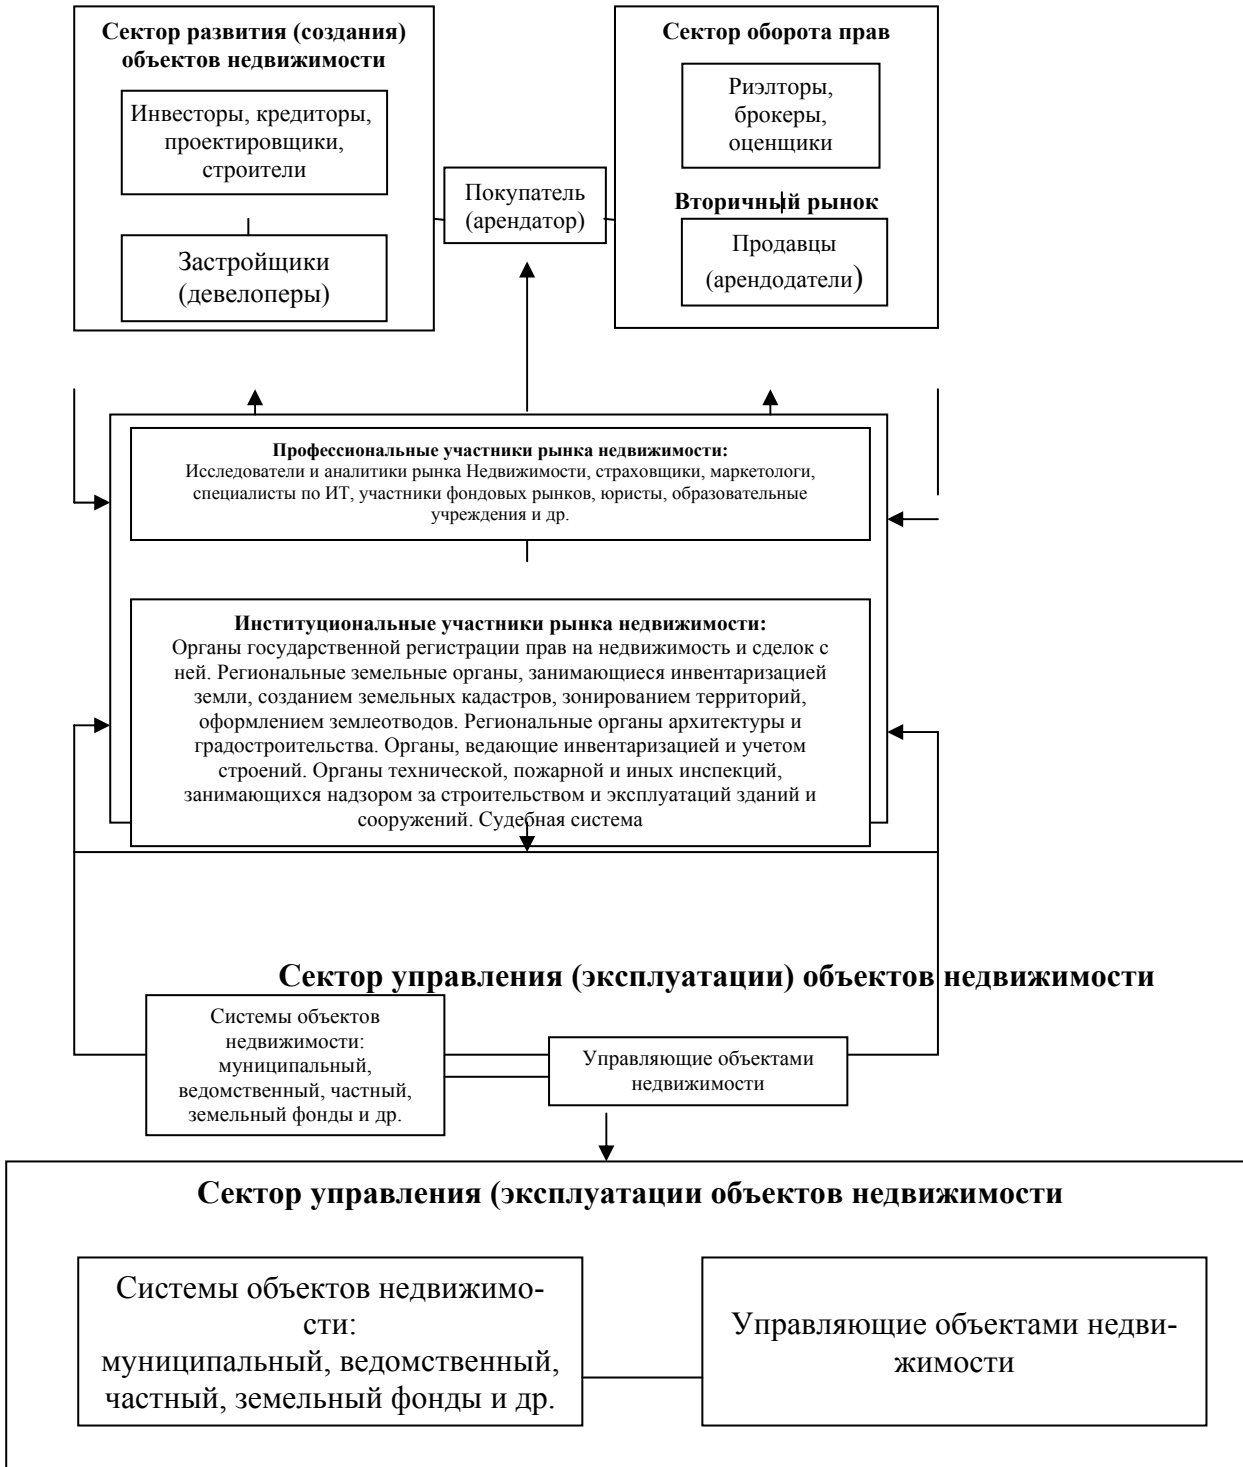 Сектор развития (создания)
объектов недвижимости
Инвесторы, кредиторы,
проектировщики,
строители
Застройщики
(девелоперы)
Покупатель
(арендатор)
Сектор оборота прав
Риэлторы,
брокеры,
оценщики
Вторичный рынок
Продавцы
(арендодатели)
Профессиональные участники рынка недвижимости:
Исследователи и аналитики рынка Недвижимости, страховщики, маркетологи,
специалисты по ИТ, участники фондовых рынков, юристы, образовательные
учреждения и др.
Институциональные участники рынка недвижимости:
Органы государственной регистрации прав на недвижимость и сделок с
ней. Региональные земельные органы, занимающиеся инвентаризацией
земли, созданием земельных кадастров, зонированием территорий,
оформлением землеотводов. Региональные органы архитектуры и
градостроительства. Органы, ведающие инвентаризацией и учетом
строений. Органы технической, пожарной и иных инспекций,
занимающихся надзором за строительством и эксплуатаций зданий и
сооружений. Судебная система
Сектор управления (эксплуатации) объектов недвижимости
Системы объектов
недвижимости:
муниципальный,
ведомственный, частный,
земельный фонды и др.
Управляющие объектами
недвижимости
Сектор управления (эксплуатации объектов недвижимости
Системы объектов недвижимо-
сти:
муниципальный, ведомственный,
частный, земельный фонды и др.
Управляющие объектами недви-
жимости